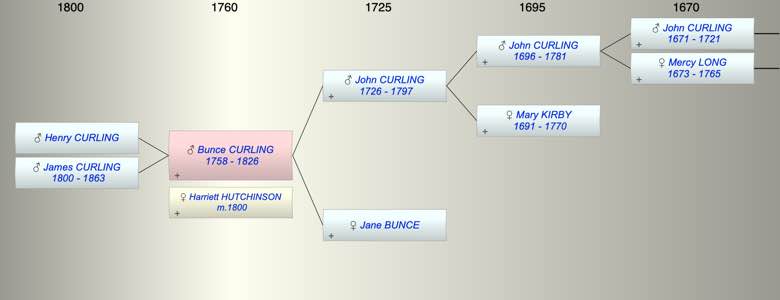 1800 1760 1725 1695 1670
♂ John CURLING
1671 - 1721
+
♂ John CURLING
1696 - 1781
+
♀ Mercy LONG
1673 - 1765
+
♂ John CURLING
1726 - 1797
+
♀ Mary KIRBY
1691 - 1770
+
♂ Henry CURLING
♂ Bunce CURLING
1758 - 1826
+
♂ James CURLING
1800 - 1863
♀ Harriett HUTCHINSON
m.1800
+
♀ Jane BUNCE
+